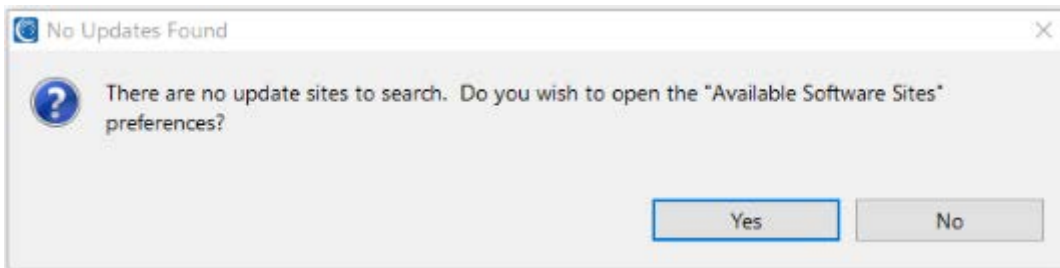 No Updates Found
There are no update sites to search.  Do you wish to open the "Available Software Sites"
preferences?
Yes No